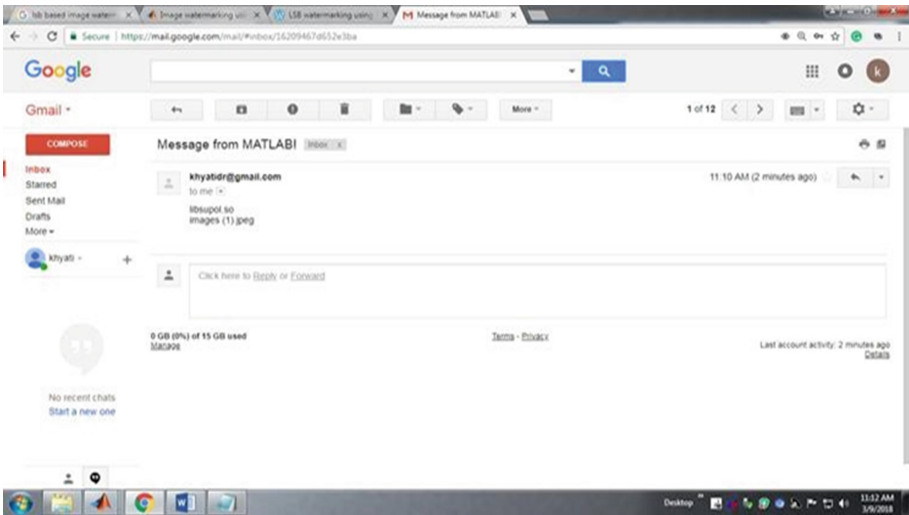 lsb based image waterm
Image watermarking usi
LSB watermarking using
Message from MATLAB!
Secure
https://mail.google.com/mail/#inbox/16209467d652e3ba
Google
k
Gmail
More
1 of 12
COMPOSE
Message from MATLAB! Inbox x
Inbox
khyatidr@gmail.com
11:10 AM (2 minutes ago)
Starred
to me
Sent Mail
libsupol.so
Drafts
images (1).jpeg
More
khyati
Click here to Reply or Forward
0 GB (0%) of 15 GB used
Manage
Terms - Privacy
Last account activity: 2 minutes ago
Details
No recent chats
Start a new one
Desktop
11:12 AM
3/9/2018